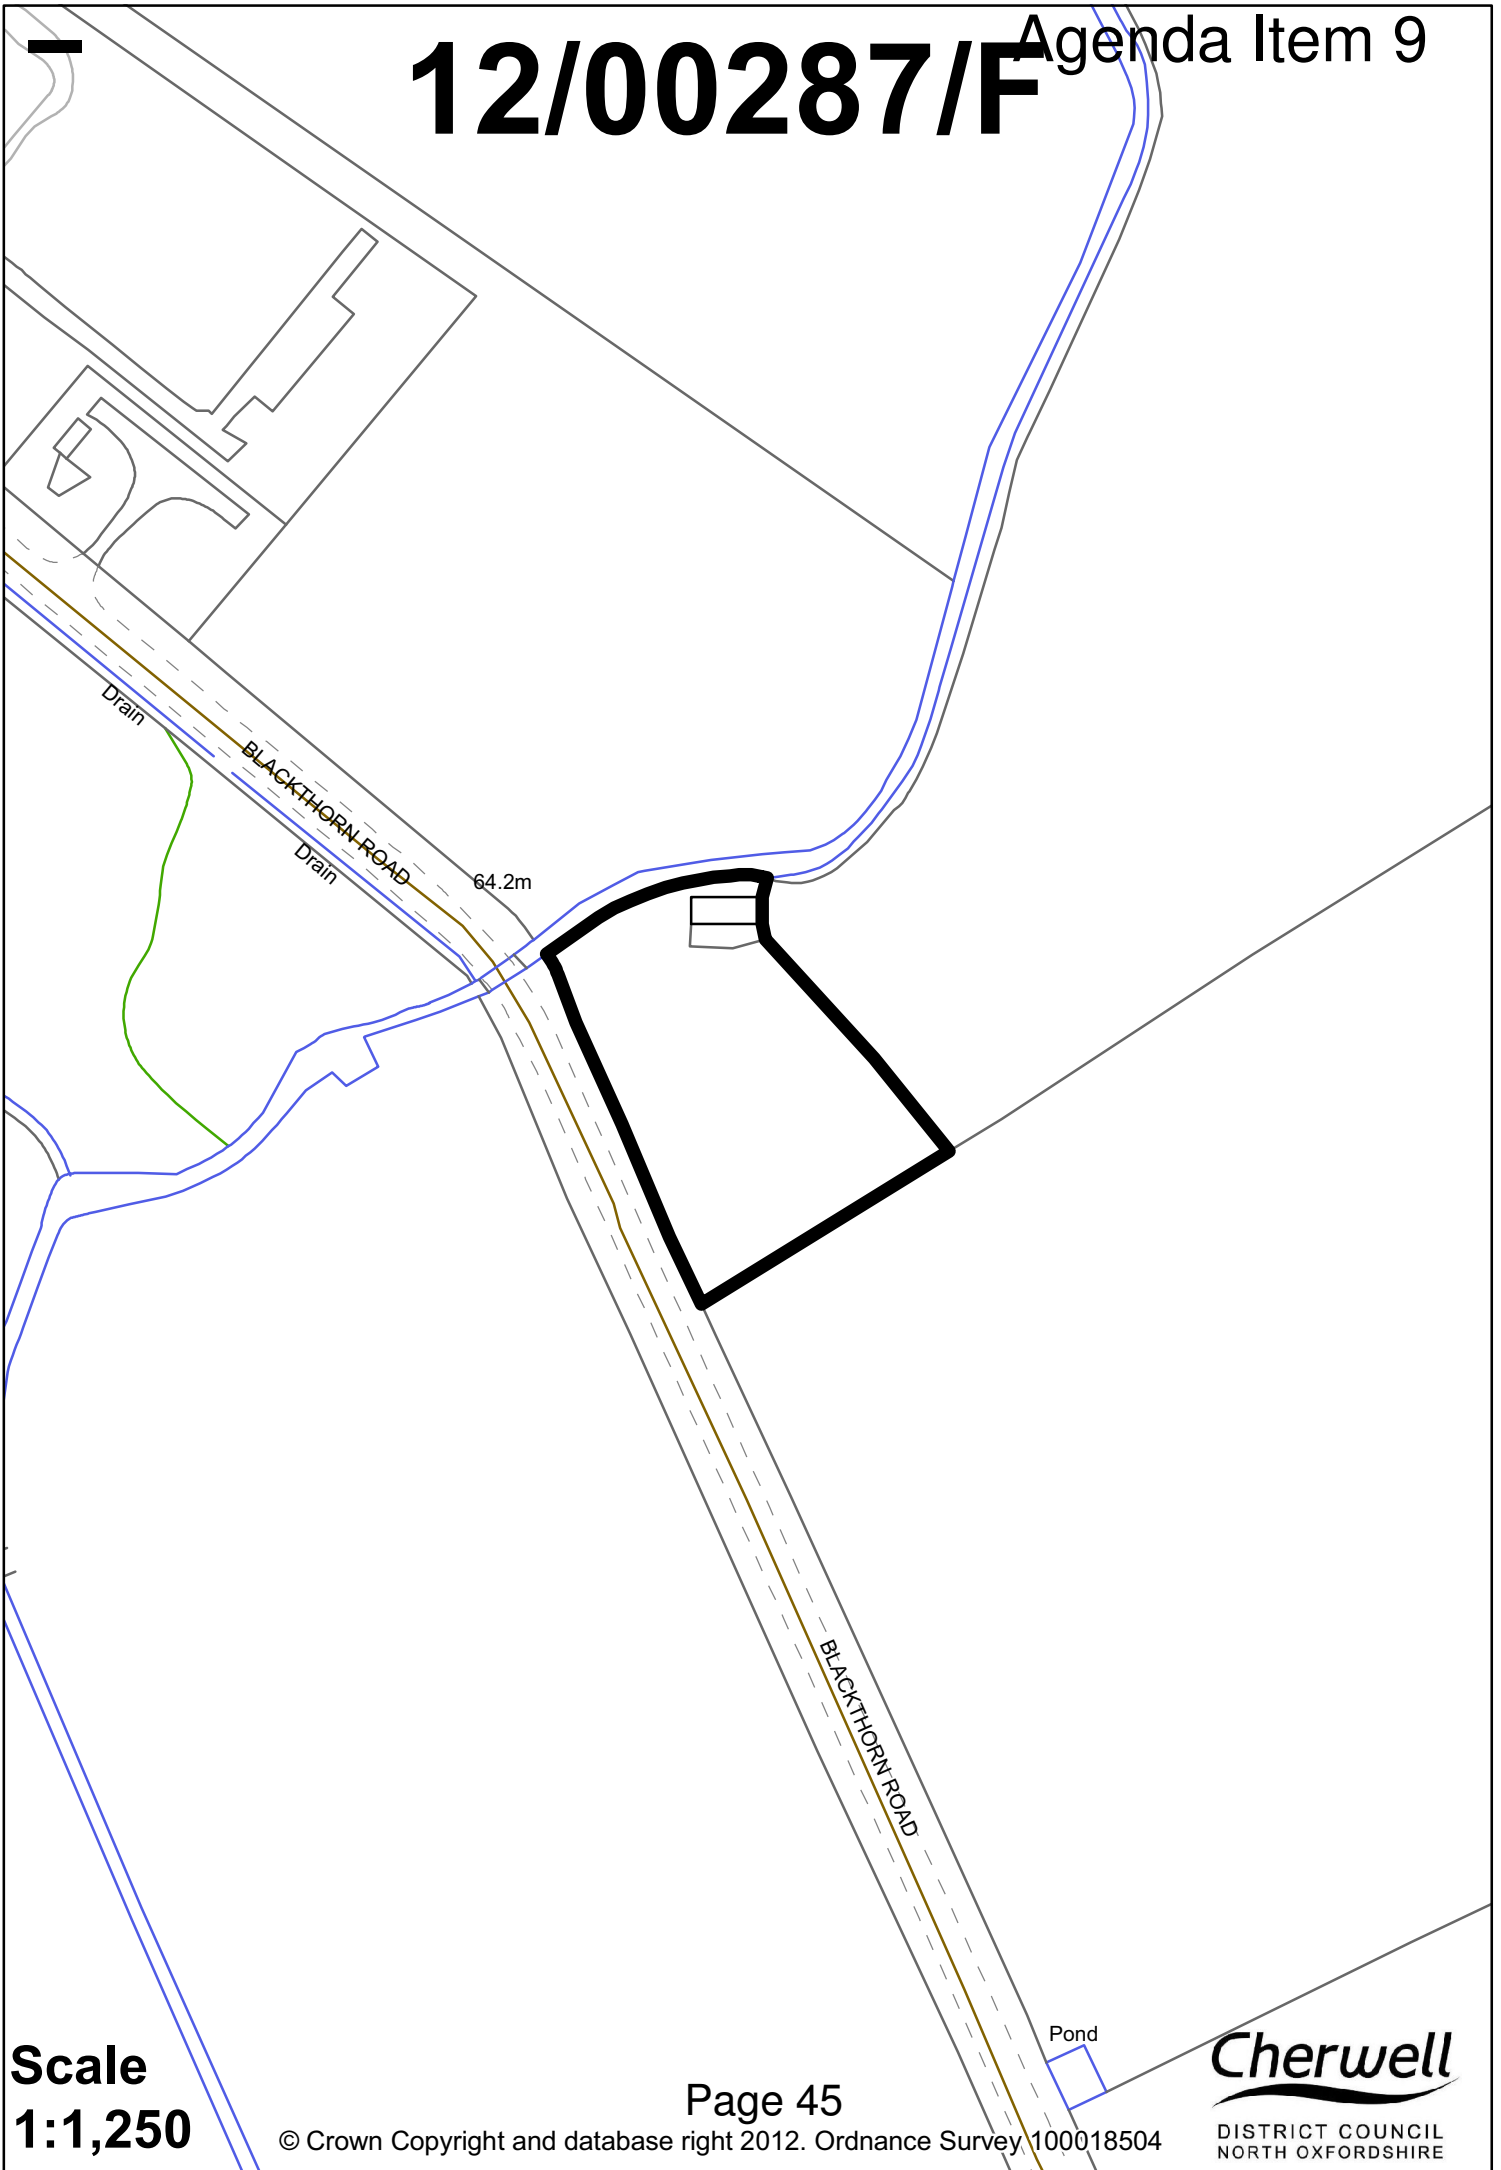 Agenda Item 9
12/00287/F
Drain
BLACKTHORN ROAD
Drain
64.2m
BLACKTHORN ROAD
Pond
Scale
1:1,250
Page 45
© Crown Copyright and database right 2012. Ordnance Survey 100018504
Cherwell
DISTRICT COUNCIL
NORTH OXFORDSHIRE